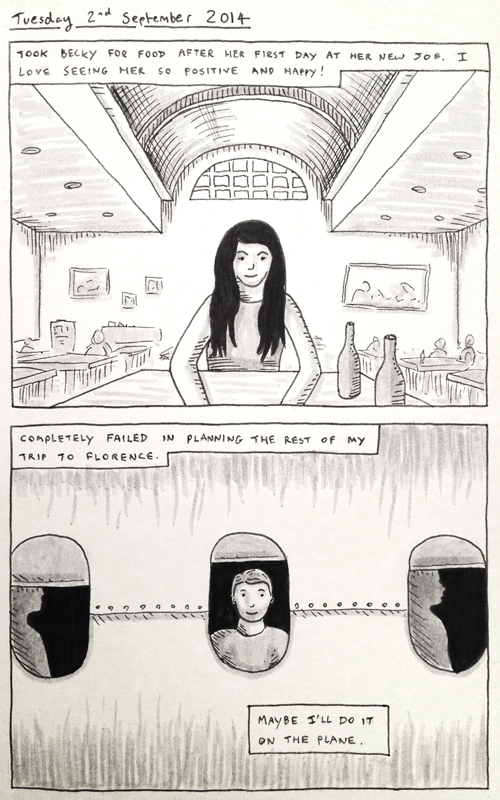 Tuesday 2nd September 2014
TOOK BECKY FOR FOOD AFTER HER FIRST DAY AT HER NEW JOB. I
LOVE SEEING HER SO POSITIVE AND HAPPY!
COMPLETELY FAILED IN PLANNING THE REST OF MY
TRIP TO FLORENCE.
MAYBE I'LL DO IT
ON THE PLANE.